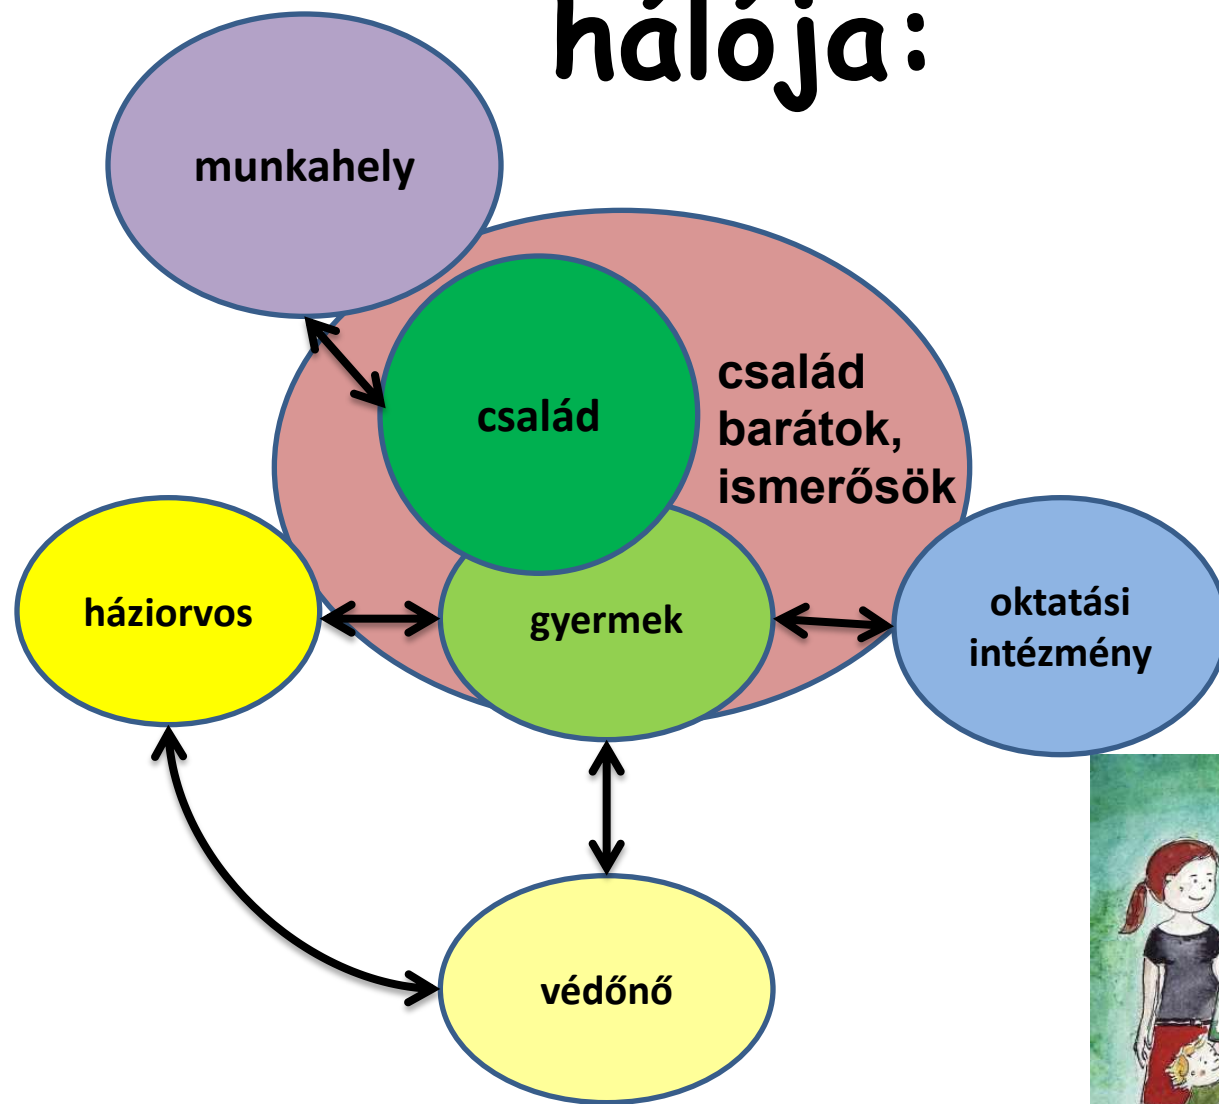 hálója:
munkahely
család
család
barátok,
ismerősök
háziorvos
gyermek
oktatási
intézmény
védőnő